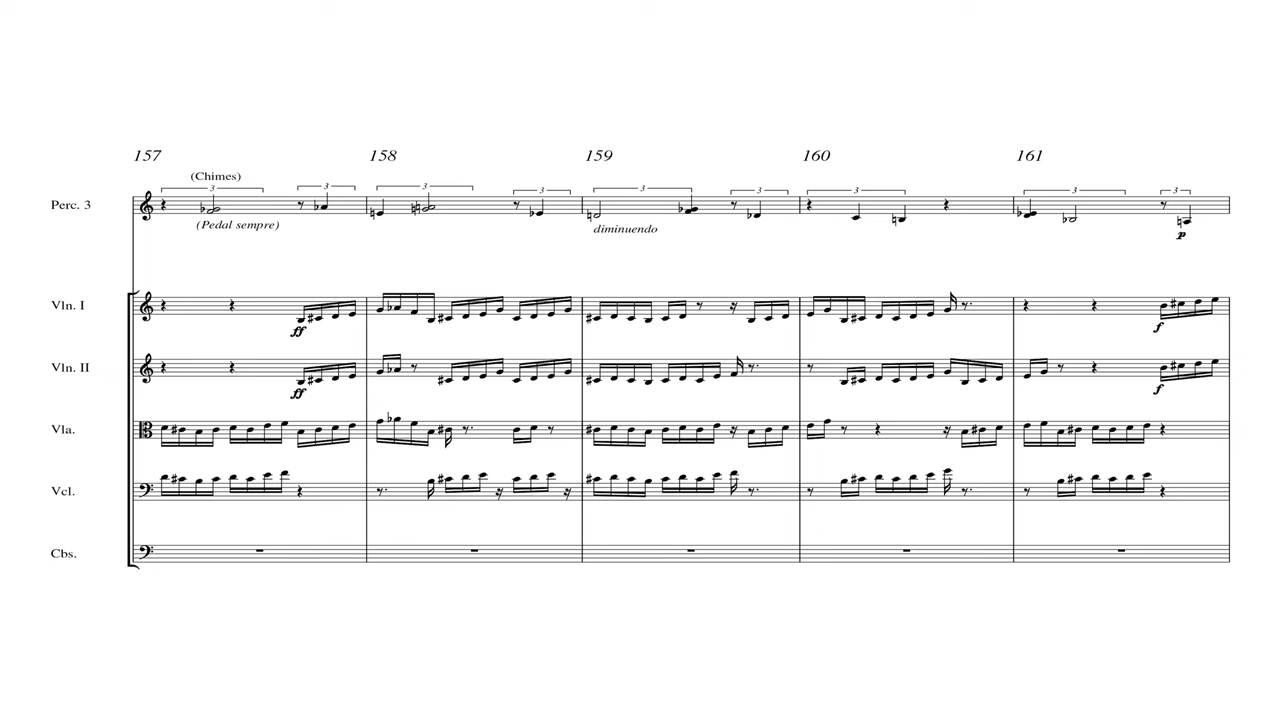 157 158 159 160 161
(Chimes)
3 3 3 3 3 3 3 3 3
Perc. 3
(Pedal sempre) diminuendo
p
Vln. I
ff f
Vln. II
ff f
Vla.
Vcl.
Cbs.